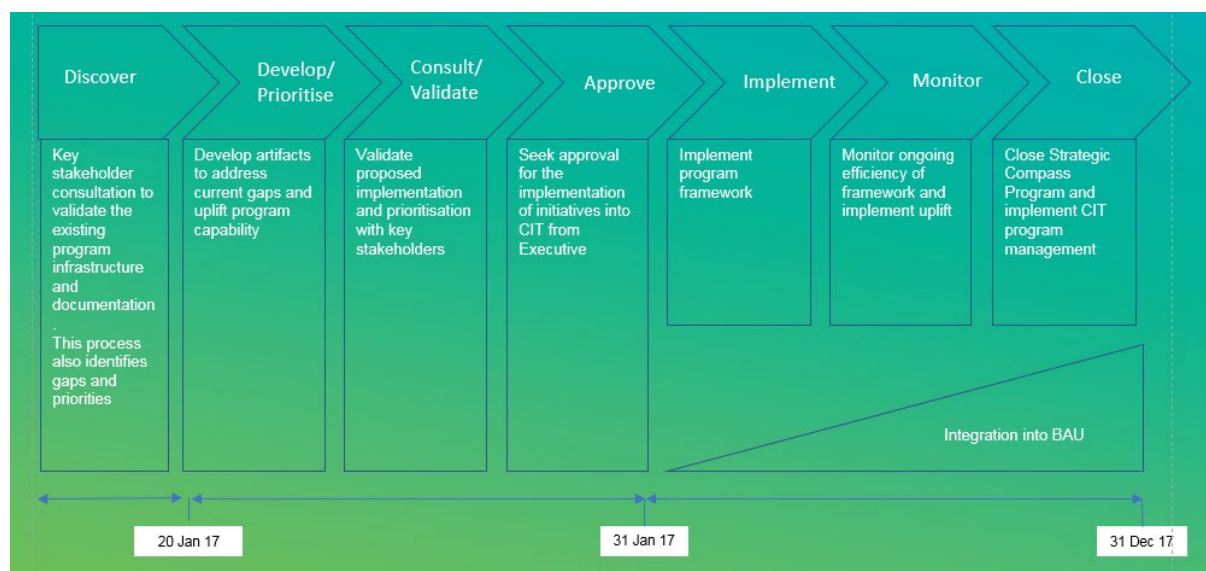 Discover
Develop/
Prioritise
Consult/
Validate
Approve
Implement
Monitor
Close
Key
stakeholder
consultation to
validate the
existing
program
infrastructure
and
documentation
.
This process
also identifies
gaps and
priorities
Develop artifacts
to address
current gaps and
uplift program
capability
Validate
proposed
implementation
and prioritisation
with key
stakeholders
Seek approval
for the
implementation
of initiatives into
CIT from
Executive
Implement
program
framework
Monitor ongoing
efficiency of
framework and
implement uplift
Close Strategic
Compass
Program and
implement CIT
program
management
Integration into BAU
20 Jan 17
31 Jan 17
31 Dec 17